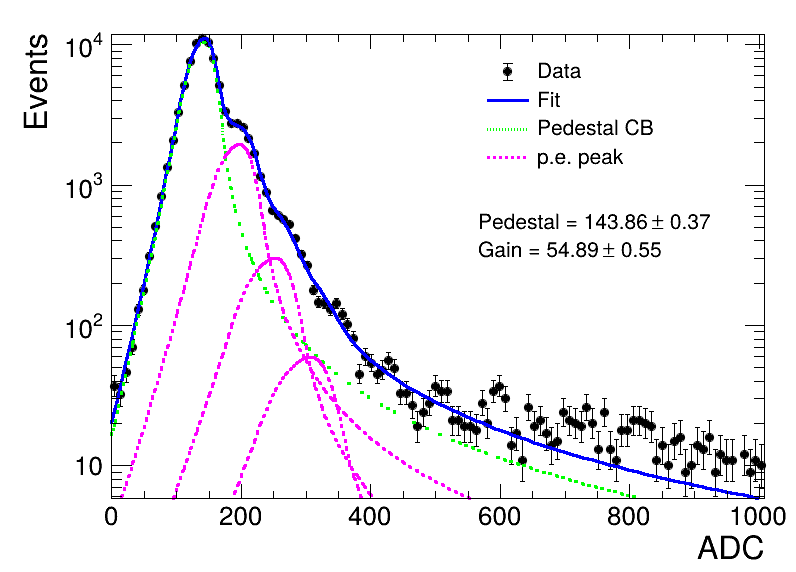 Events
10⁴
10³
10²
10
Data
Fit
Pedestal CB
p.e. peak
Pedestal = 143.86 ± 0.37
Gain = 54.89 ± 0.55
0 200 400 600 800 1000
ADC